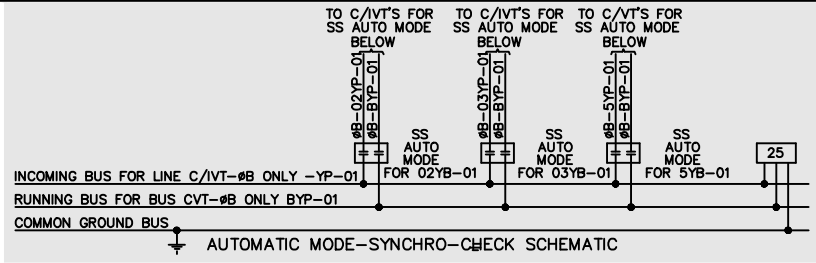 TO C/IVT'S FOR
SS AUTO MODE
BELOW
TO C/IVT'S FOR
SS AUTO MODE
BELOW
TO C/VT'S FOR
SS AUTO MODE
BELOW
ØB-02YP-01
ØB-BYP-01
ØB-03YP-01
ØB-BYP-01
ØB-5YP-01
ØB-BYP-01
SS
AUTO
MODE
FOR 02YB-01
SS
AUTO
MODE
FOR 03YB-01
SS
AUTO
MODE
FOR 5YB-01
25
INCOMING BUS FOR LINE C/IVT-ØB ONLY -YP-01
RUNNING BUS FOR BUS CVT-ØB ONLY BYP-01
COMMON GROUND BUS
AUTOMATIC MODE-SYNCHRO-CHECK SCHEMATIC